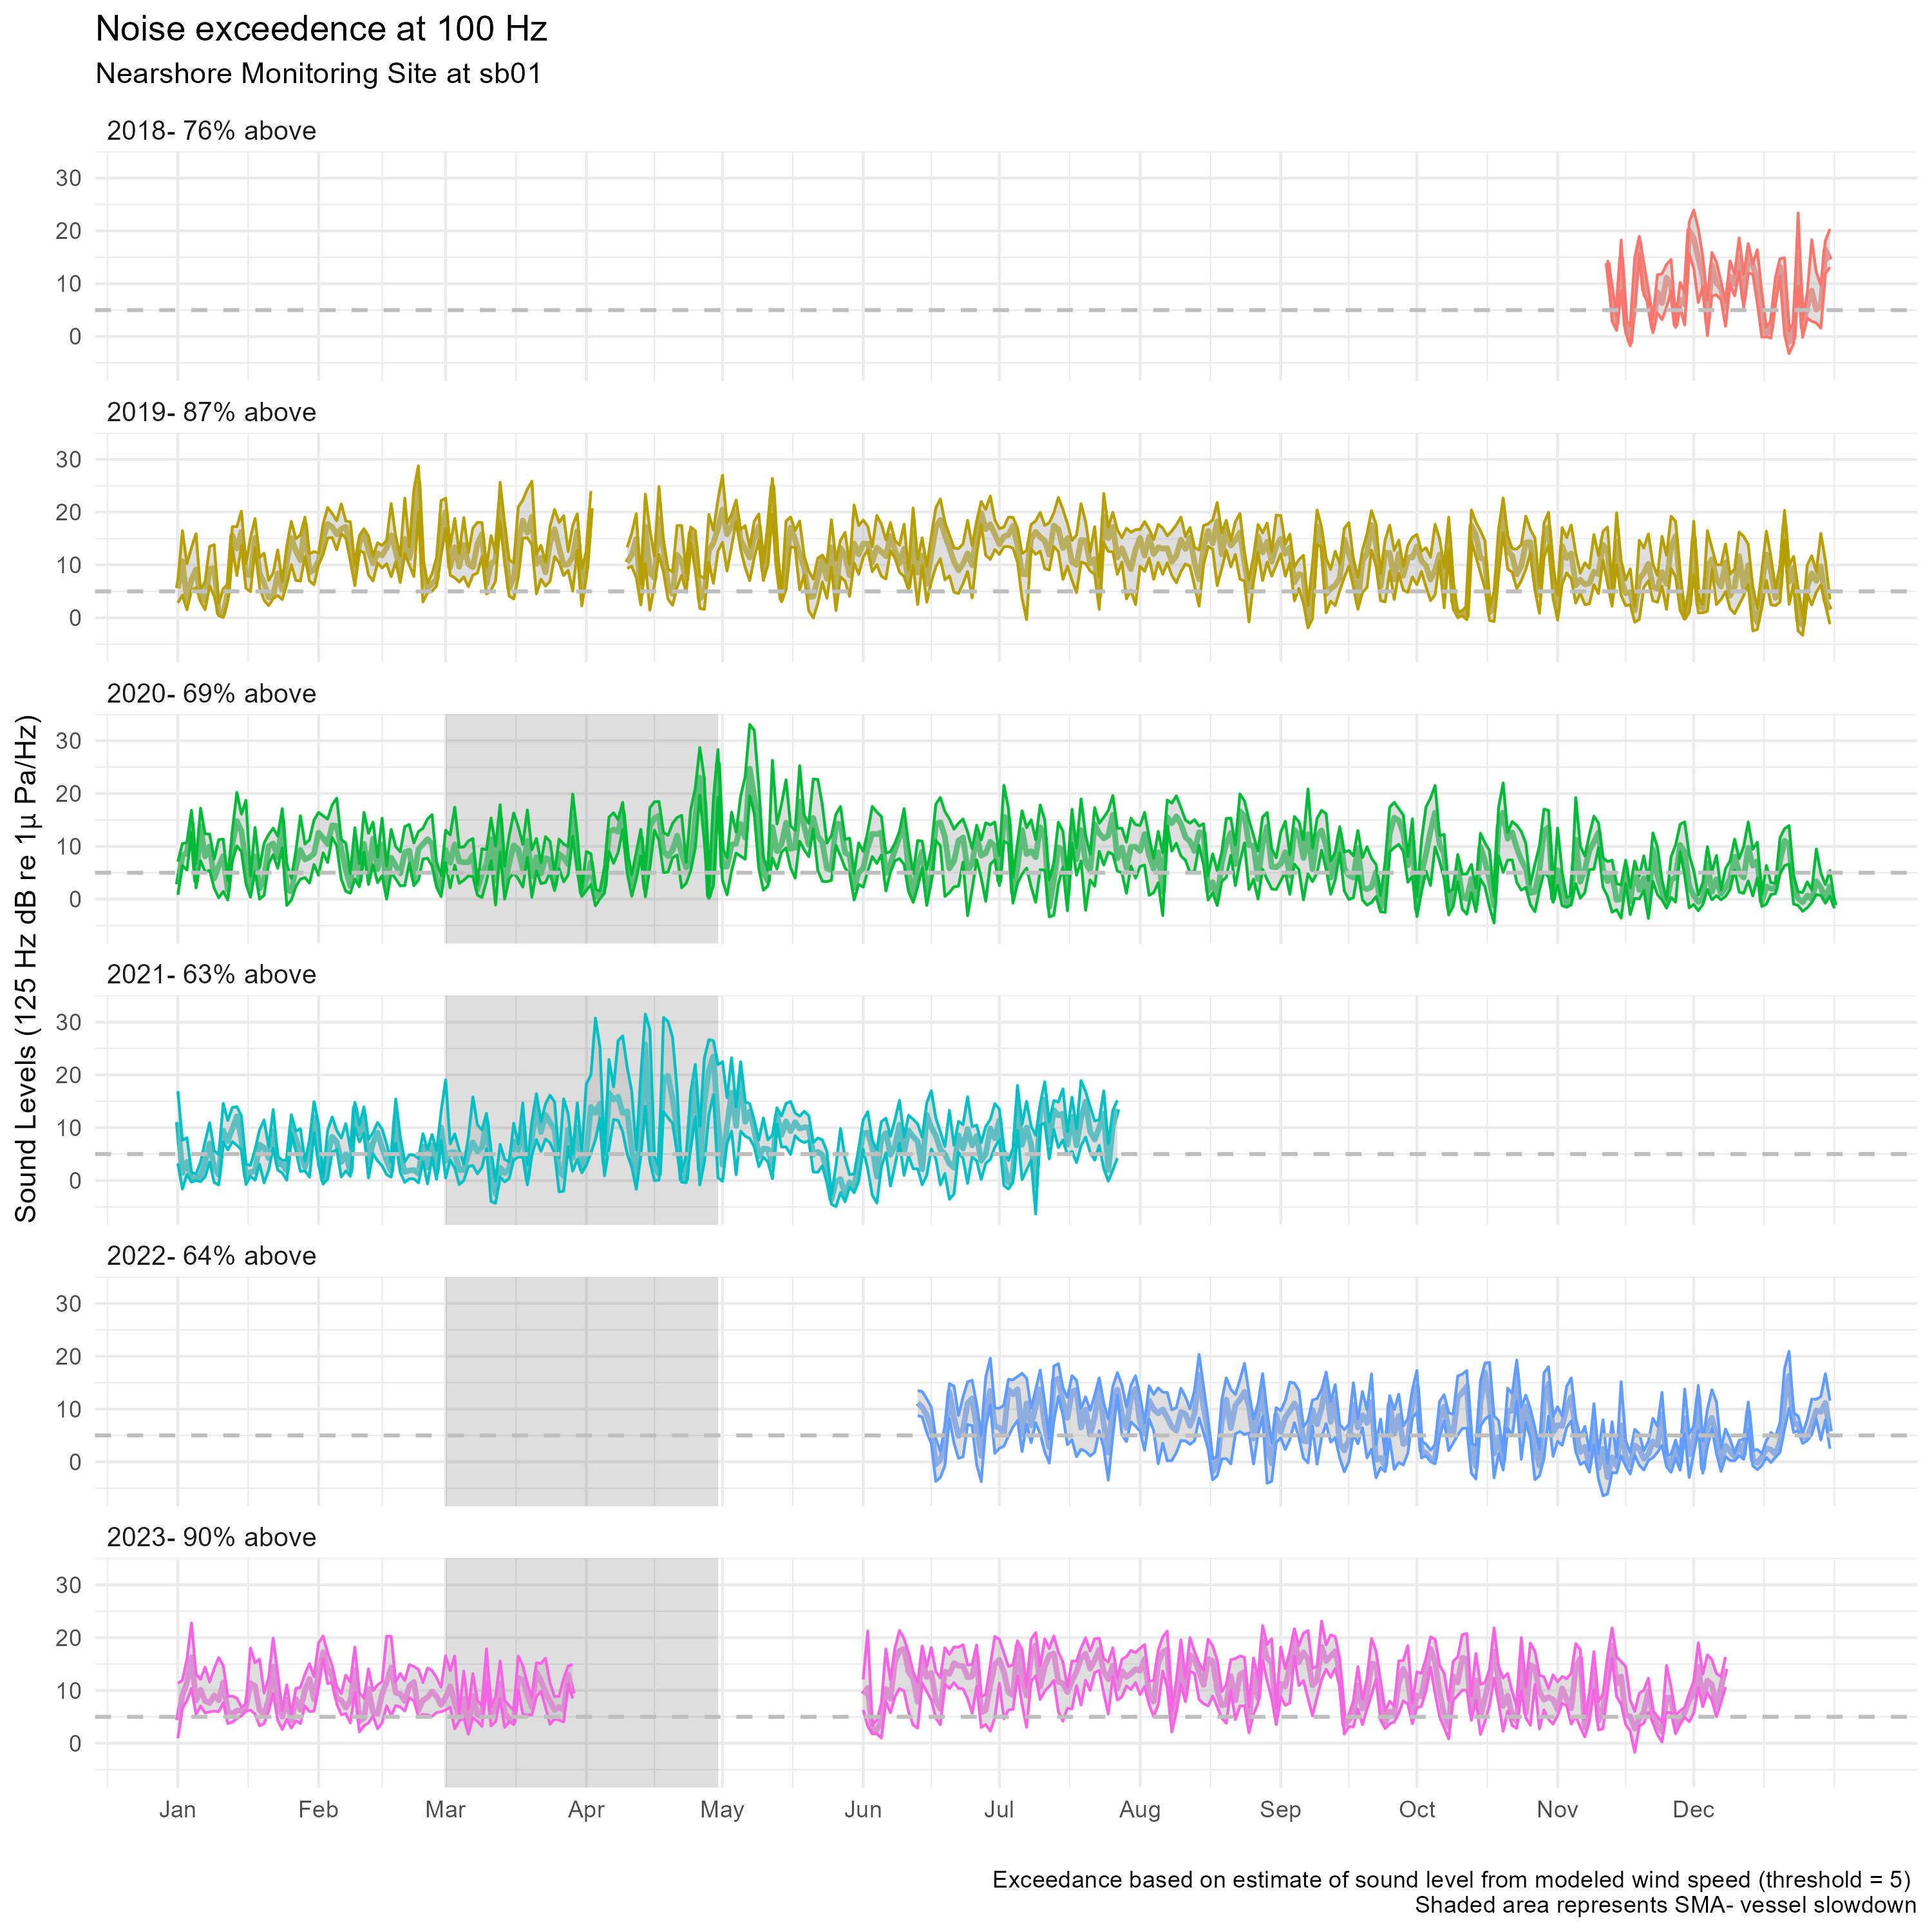 Noise exceedence at 100 Hz
Nearshore Monitoring Site at sb01
Sound Levels (125 Hz dB re 1µ Pa/Hz)
2018- 76% above
30
20
10
0
2019- 87% above
30
20
10
0
2020- 69% above
30
20
10
0
2021- 63% above
30
20
10
0
2022- 64% above
30
20
10
0
2023- 90% above
30
20
10
0
Jan Feb Mar Apr May Jun Jul Aug Sep Oct Nov Dec
Exceedance based on estimate of sound level from modeled wind speed (threshold = 5)
Shaded area represents SMA- vessel slowdown